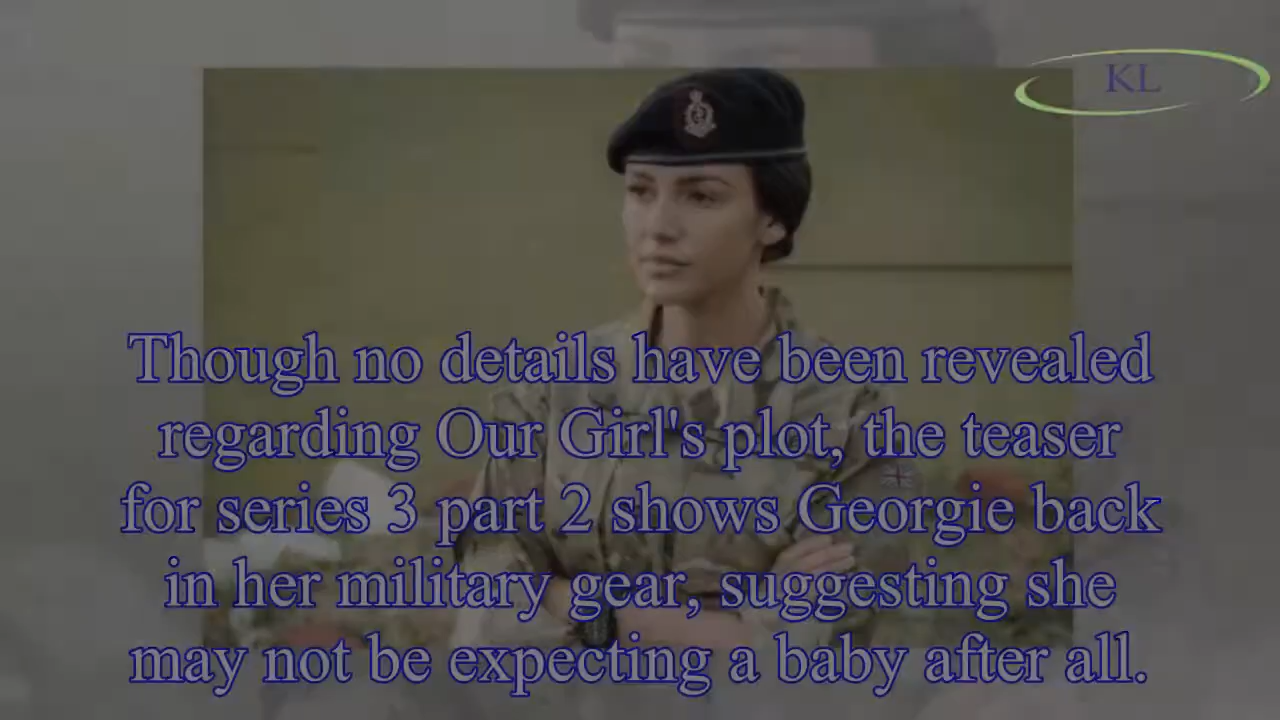 KL
Though no details have been revealed
regarding Our Girl's plot, the teaser
for series 3 part 2 shows Georgie back
in her military gear, suggesting she
may not be expecting a baby after all.